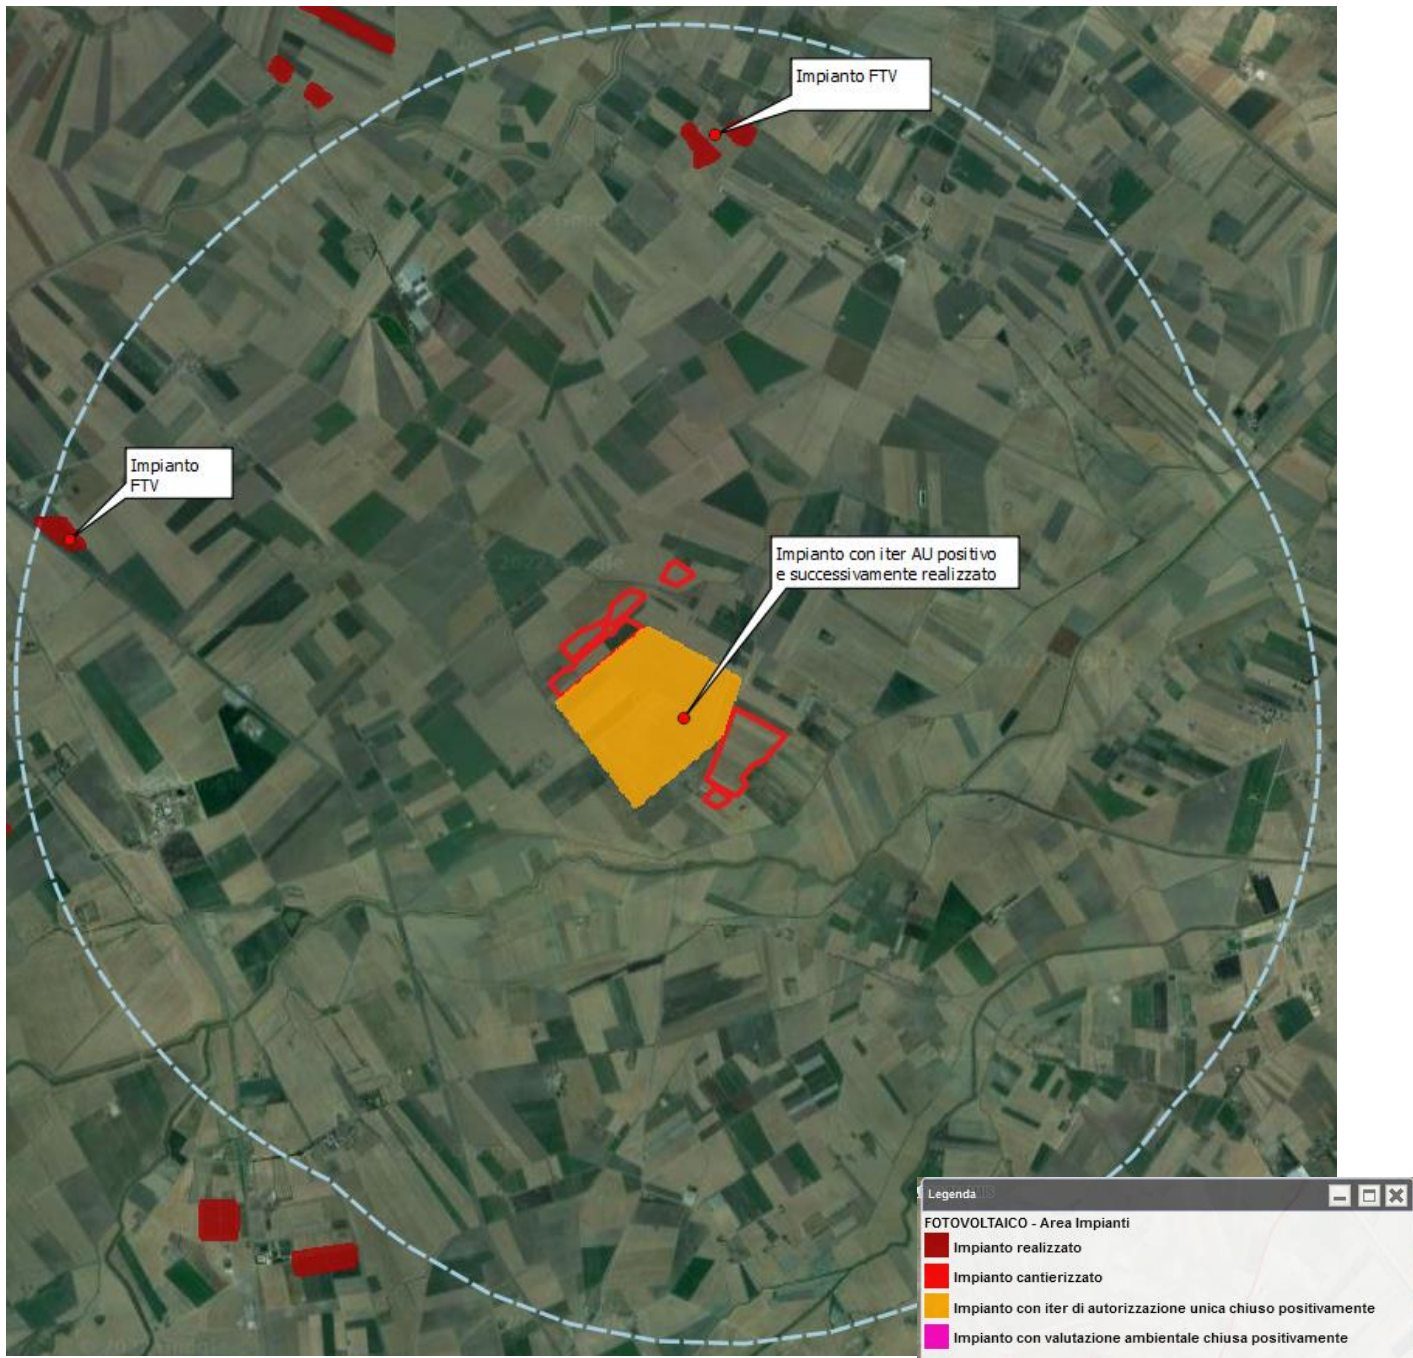 Impianto FTV
Impianto
FTV
Impianto con iter AU positivo
e successivamente realizzato
Legenda
FOTOVOLTAICO - Area Impianti
Impianto realizzato
Impianto cantierizzato
Impianto con iter di autorizzazione unica chiuso positivamente
Impianto con valutazione ambientale chiusa positivamente